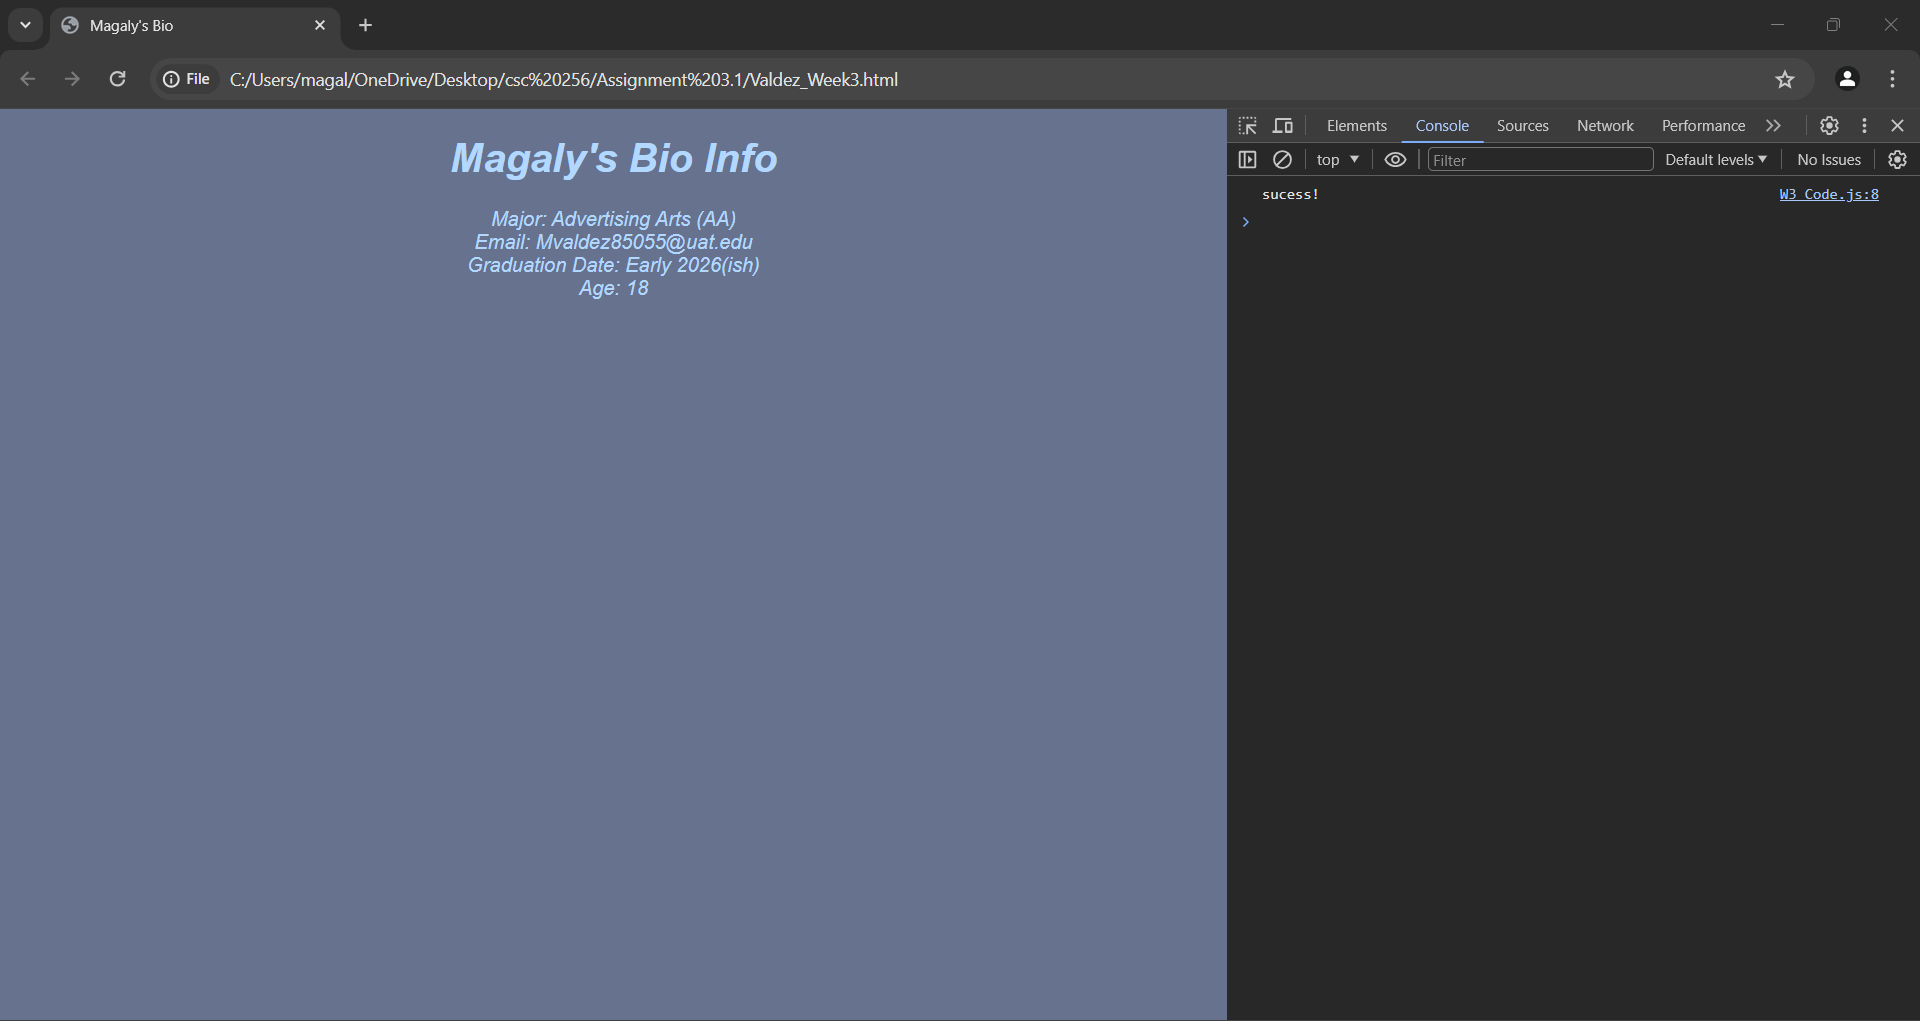 Magaly's Bio
File C:/Users/magal/OneDrive/Desktop/csc%20256/Assignment%203.1/Valdez_Week3.html
Magaly's Bio Info
Major: Advertising Arts (AA)
Email: Mvaldez85055@uat.edu
Graduation Date: Early 2026(ish)
Age: 18
Elements Console Sources Network Performance
top Filter Default levels No Issues
sucess! W3 Code.js:8